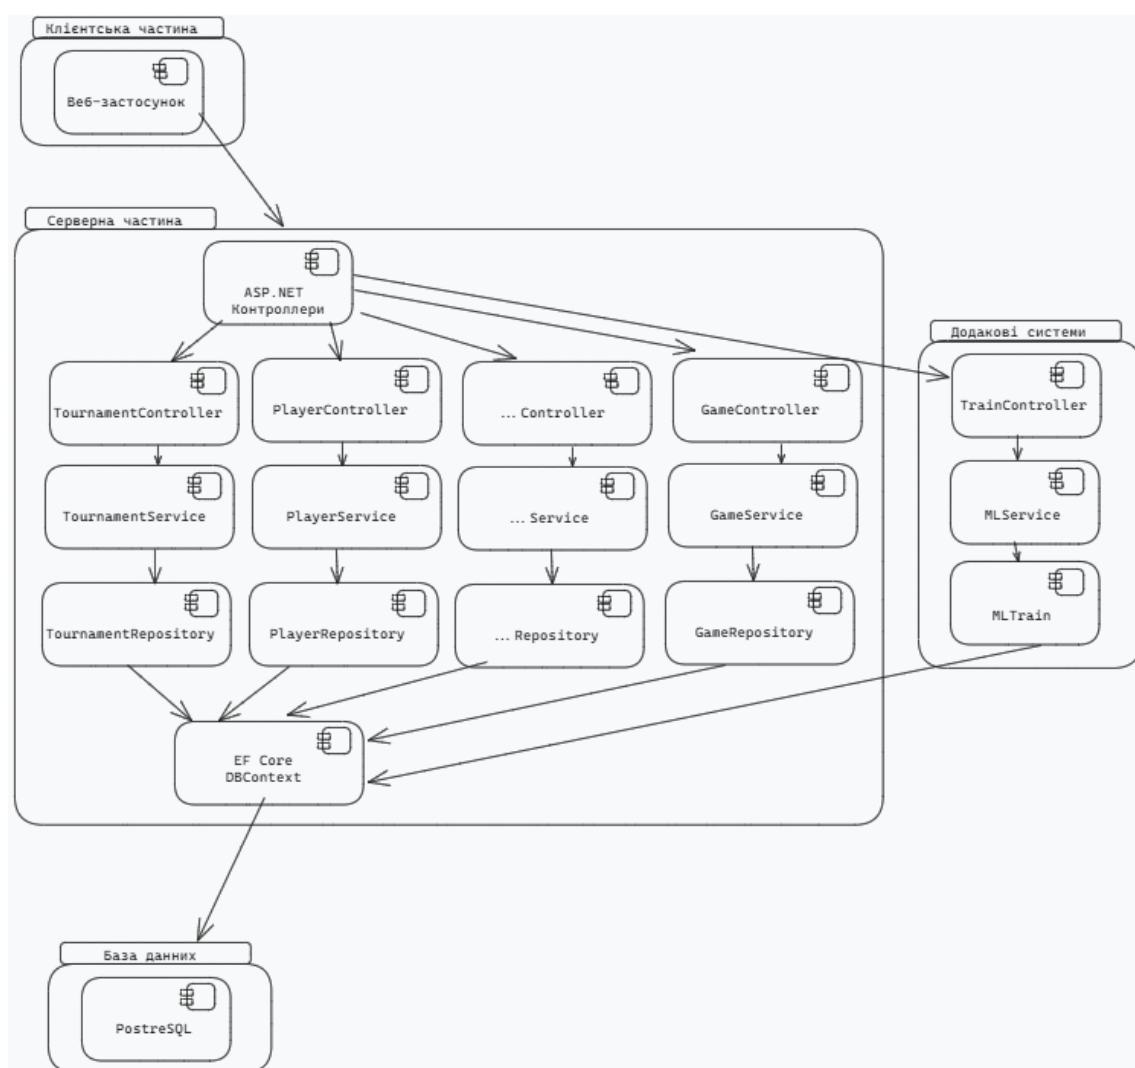 Клієнтська частина
Веб-застосунок
Серверна частина
ASP.NET
Контроллери
Додакові системи
TournamentController
PlayerController
... Controller
GameController
TrainController
TournamentService
PlayerService
... Service
GameService
MLService
TournamentRepository
PlayerRepository
... Repository
GameRepository
MLTrain
EF Core
DBContext
База данних
PostreSQL